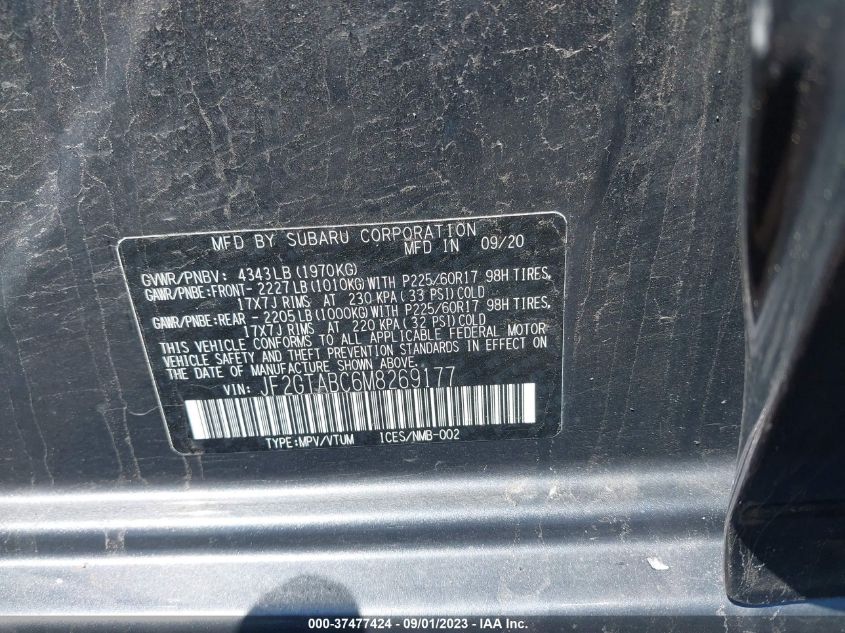 MFD BY SUBARU CORPORATION
MFD IN 09/20
GVWR/PNBV: 4343LB(1970KG)
GAWR/PNBE:FRONT- 2227LB(1010KG)WITH P225/60R17 98H TIRES,
17X7J RIMS AT 230 KPA( 33 PSI)COLD
GAWR/PNBE:REAR - 2205LB(1000KG)WITH P225/60R17 98H TIRES,
17X7J RIMS AT 220 KPA( 32 PSI)COLD
THIS VEHICLE CONFORMS TO ALL APPLICABLE FEDERAL MOTOR
VEHICLE SAFETY AND THEFT PREVENTION STANDARDS IN EFFECT ON
THE DATE OF MANUFACTURE SHOWN ABOVE.
VIN: JF2GTABC6M8269177
TYPE:MPV/VTUM ICES/NMB-002
000-37477424 - 09/01/2023 - IAA Inc.